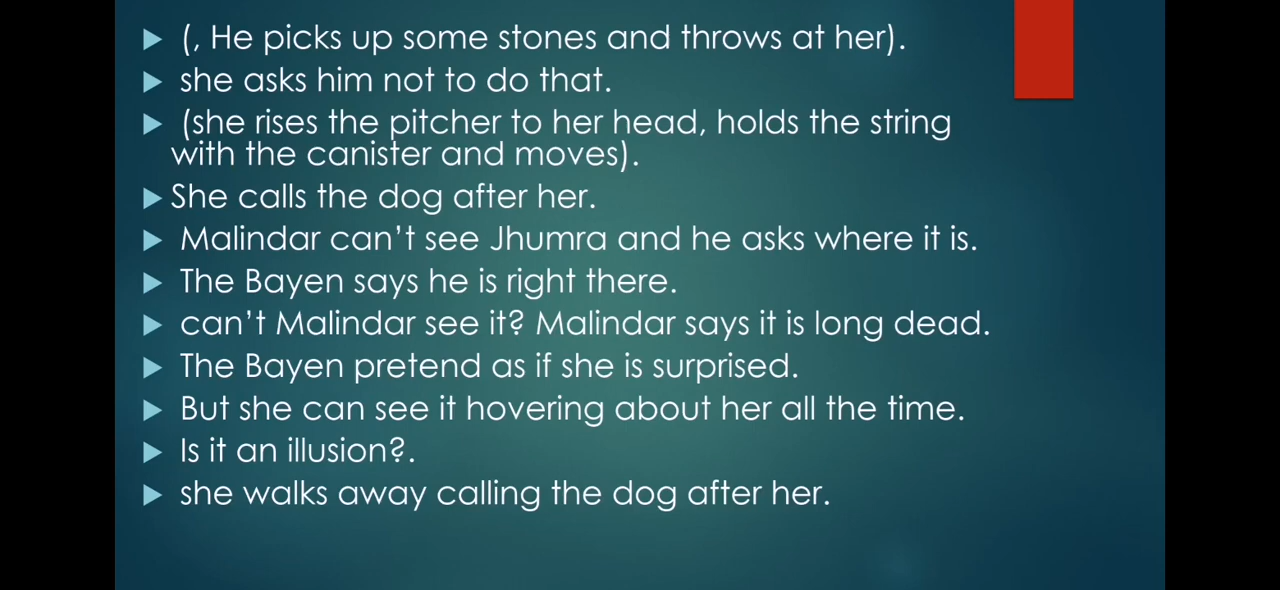 (, He picks up some stones and throws at her).
she asks him not to do that.
(she rises the pitcher to her head, holds the string
with the canister and moves).
She calls the dog after her.
Malindar can't see Jhumra and he asks where it is.
The Bayen says he is right there.
can't Malindar see it? Malindar says it is long dead.
The Bayen pretend as if she is surprised.
But she can see it hovering about her all the time.
Is it an illusion?.
she walks away calling the dog after her.